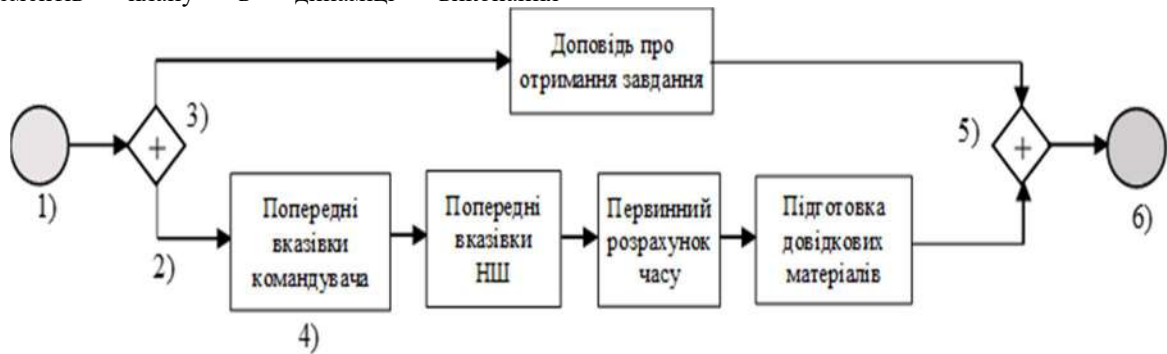 Доповідь про
отримання завдання
3)
5)
1)
2)
6)
Попередні
вказівки
командувача
Попередні
вказівки
НШ
Первинний
розрахунок
часу
Підготовка
довідкових
матеріалів
4)